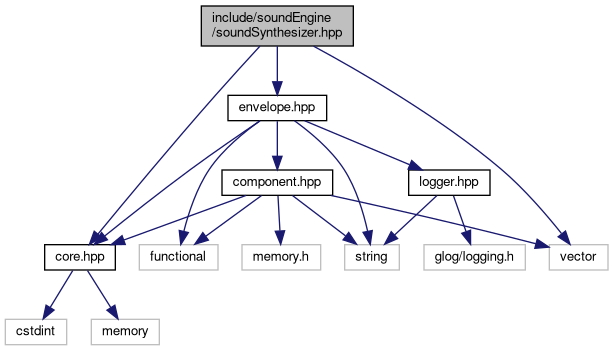 include/soundEngine
/soundSynthesizer.hpp
envelope.hpp
component.hpp
logger.hpp
core.hpp
functional
memory.h
string
glog/logging.h
vector
cstdint
memory